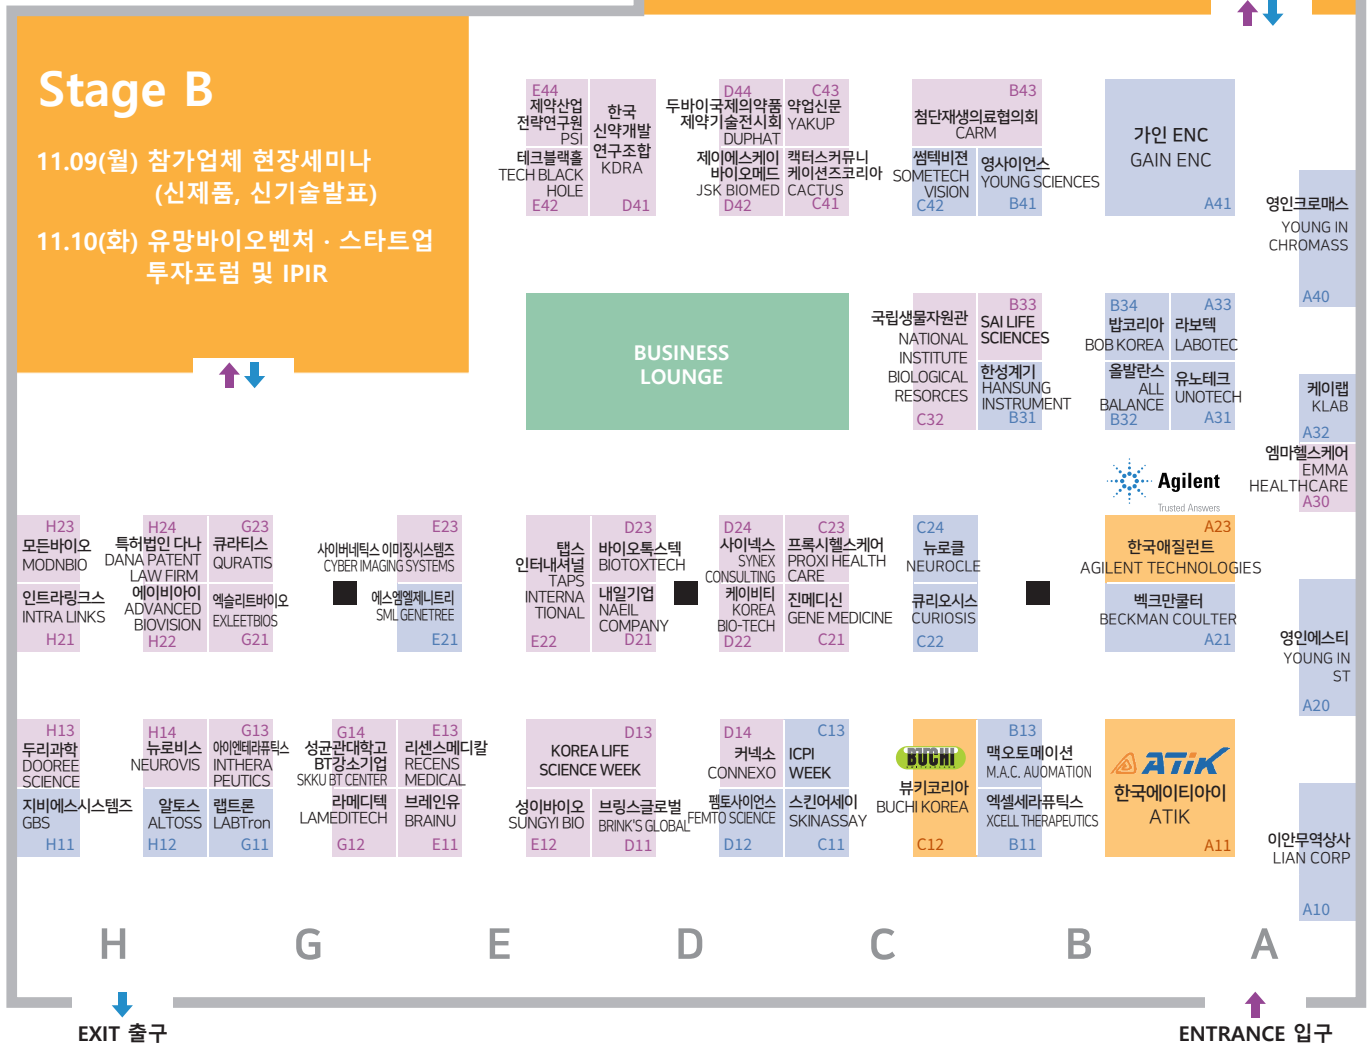 Stage B
11.09(월) 참가업체 현장세미나
(신제품, 신기술발표)
11.10(화) 유망바이오벤처 · 스타트업
투자포럼 및 IPIR
E44
제약산업
전략연구원
PSI
테크블랙홀
TECH BLACK
HOLE
E42
한국
신약개발
연구조합
KDRA
D41
D44
두바이국제의약품
제약기술전시회
DUPHAT
제이에스케이
바이오메드
JSK BIOMED
D42
C43
약업신문
YAKUP
캑터스커뮤니
케이션즈코리아
CACTUS
C41
B43
첨단재생의료협의회
CARM
썸텍비젼
SOMETECH
VISION
C42
영사이언스
YOUNG SCIENCES
B41
가인 ENC
GAIN ENC
A41
영인크로매스
YOUNG IN
CHROMASS
A40
BUSINESS
LOUNGE
국립생물자원관
NATIONAL
INSTITUTE
BIOLOGICAL
RESORCES
C32
B33
SAI LIFE
SCIENCES
한성계기
HANSUNG
INSTRUMENT
B31
B34
밥코리아
BOB KOREA
올발란스
ALL
BALANCE
B32
A33
라보텍
LABOTEC
유노테크
UNOTECH
A31
케이랩
KLAB
A32
엠마헬스케어
EMMA
HEALTHCARE
A30
Agilent
Trusted Answers
H23
모든바이오
MODNBIO
인트라링크스
INTRA LINKS
H21
H24
특허법인 다나
DANA PATENT
LAW FIRM
에이비아이
ADVANCED
BIOVISION
H22
G23
큐라티스
QURATIS
엑슬리트바이오
EXLEETBIOS
G21
E23
사이버네틱스 이미징시스템즈
CYBER IMAGING SYSTEMS
에스엠엘제니트리
SML GENETREE
E21
탭스
인터내셔널
TAPS
INTERNA
TIONAL
E22
D23
바이오톡스텍
BIOTOXTECH
내일기업
NAEIL
COMPANY
D21
D24
사이넥스
SYNEX
CONSULTING
케이비티
KOREA
BIO-TECH
D22
C23
프록시헬스케어
PROXI HEALTH
CARE
진메디신
GENE MEDICINE
C21
C24
뉴로클
NEUROCLE
큐리오시스
CURIOSIS
C22
A23
한국애질런트
AGILENT TECHNOLOGIES
벡크만쿨터
BECKMAN COULTER
A21
영인에스티
YOUNG IN
ST
A20
H13
두리과학
DOOREE
SCIENCE
지비에스시스템즈
GBS
H11
H14
뉴로비스
NEUROVIS
알토스
ALTOSS
H12
G13
아이엔테라퓨틱스
INTHERA
PEUTICS
랩트론
LABTron
G11
G14
성균관대학고
BT강소기업
SKKU BT CENTER
라메디텍
LAMEDITECH
G12
E13
리센스메디칼
RECENS
MEDICAL
브레인유
BRAINU
E11
D13
KOREA LIFE
SCIENCE WEEK
성이바이오
SUNGYI BIO
E12
브링스글로벌
BRINK'S GLOBAL
D11
D14
커넥소
CONNEXO
펨토사이언스
FEMTO SCIENCE
D12
C13
ICPI
WEEK
스킨어세이
SKINASSAY
C11
BUCHI
뷰키코리아
BUCHI KOREA
C12
B13
맥오토메이션
M.A.C. AUOMATION
엑셀세라퓨틱스
XCELL THERAPEUTICS
B11
ATiK
한국에이티아이
ATIK
A11
이안무역상사
LIAN CORP
A10
H G E D C B A
EXIT 출구
ENTRANCE 입구